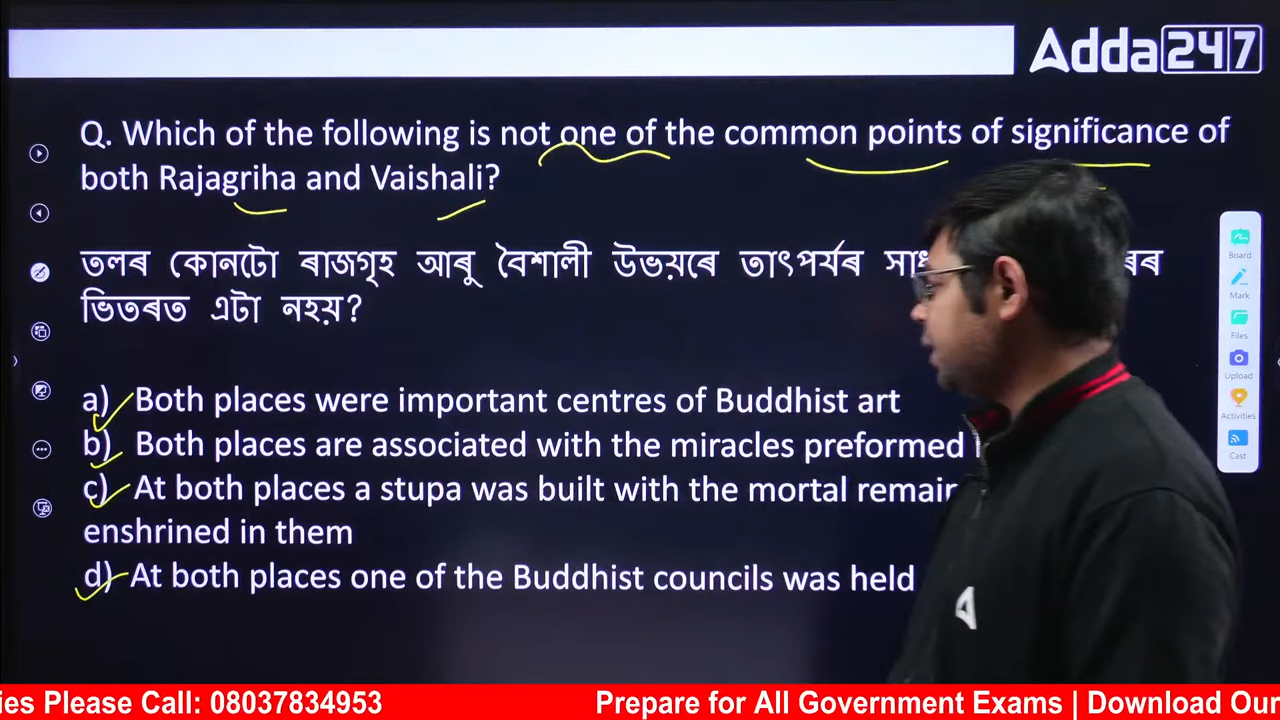 Adda247
Q. Which of the following is not one of the common points of significance of
both Rajagriha and Vaishali?
তলৰ কোনটো ৰাজগৃহ আৰু বৈশালী উভয়ৰে তাৎপৰ্যৰ
ভিতৰত এটা নহয়?
a) Both places were important centres of Buddhist art
b) Both places are associated with the miracles preformed
c) At both places a stupa was built with the mortal
enshrined in them
d) At both places one of the Buddhist councils was held
Board
Mark
Files
Upload
Activities
Cast
Please Call: 08037834953 Prepare for All Government Exams | Download Our